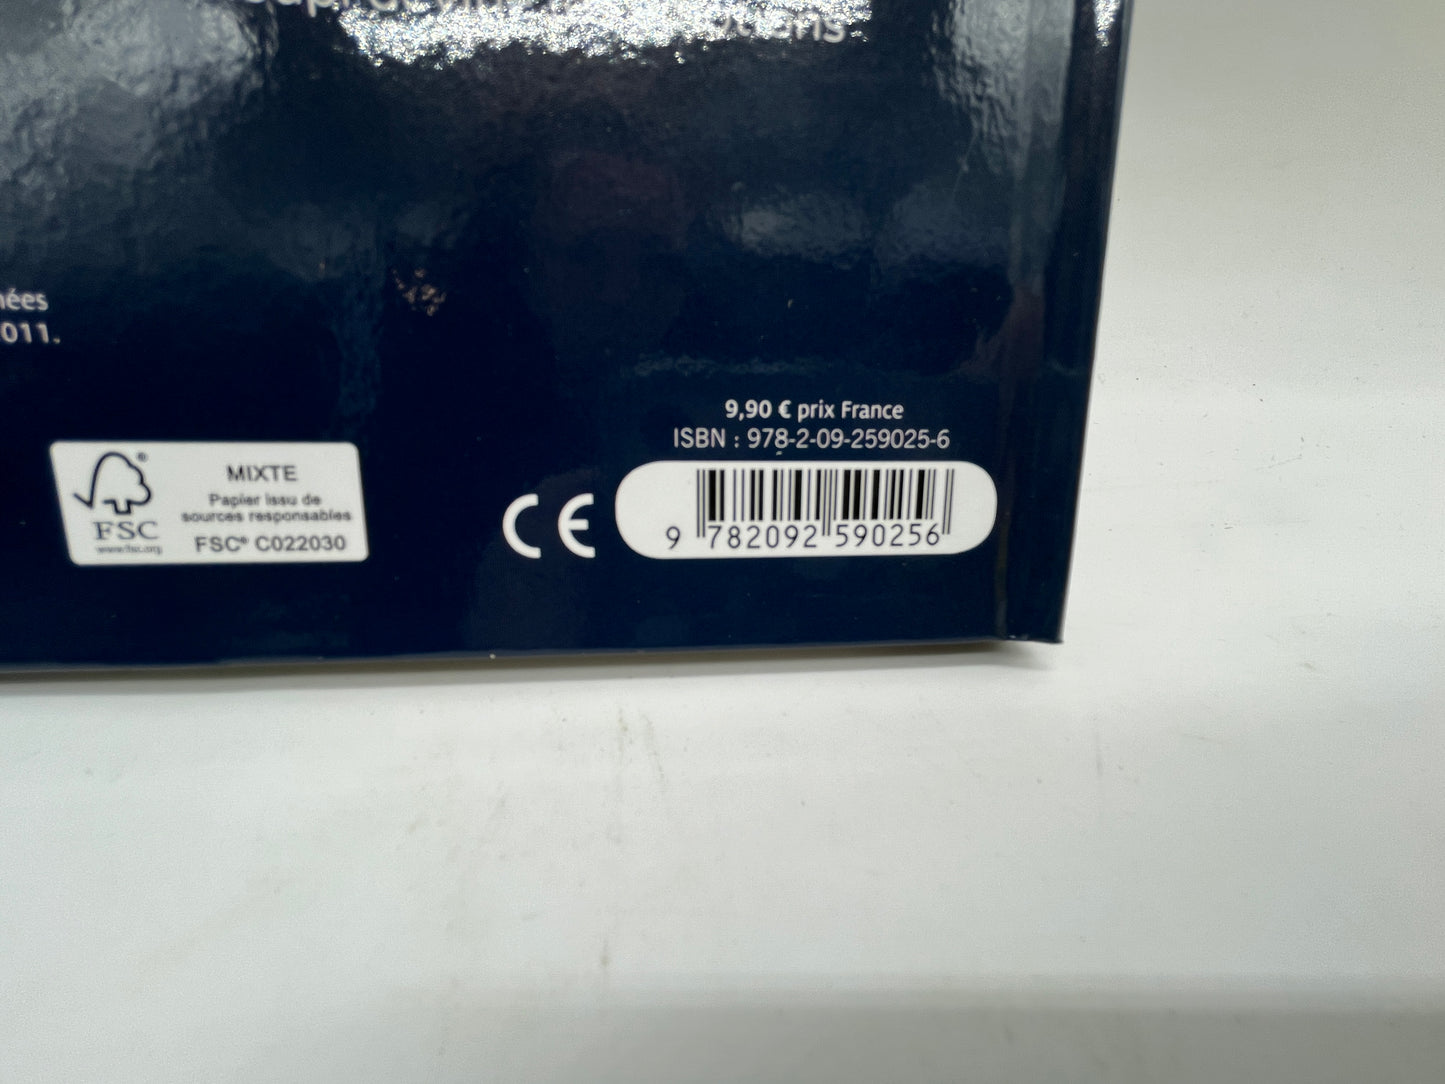 nées
011.
9,90 € prix France
ISBN : 978-2-09-259025-6
9 782092 590256
CE
MIXTE
Papier issu de
sources responsables
FSC® C022030
FSC
www.fsc.org